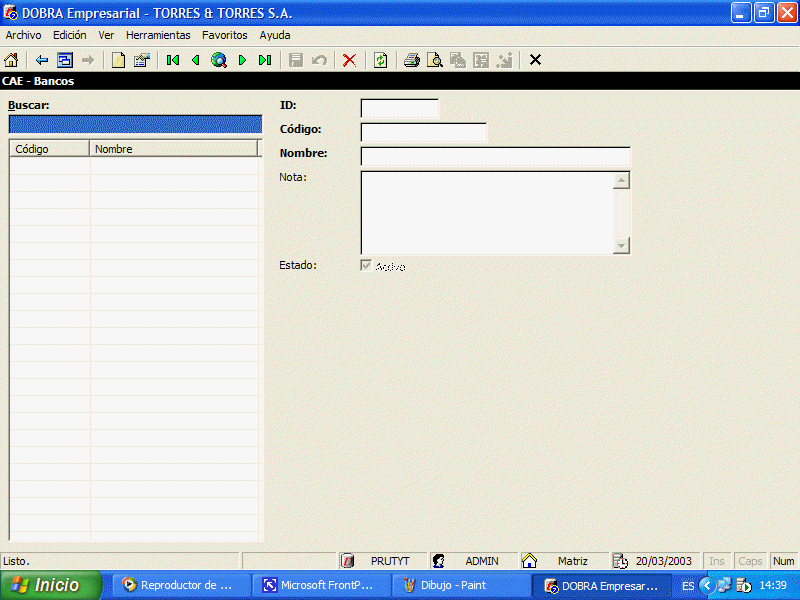 DOBRA Empresarial - TORRES & TORRES S.A.
Archivo Edición Ver Herramientas Favoritos Ayuda
CAE - Bancos
Buscar:
Código Nombre
ID:
Código:
Nombre:
Nota:
Estado: Activo
Listo. PRUTYT ADMIN Matriz 20/03/2003 Ins Caps Num
Inicio Reproductor de ... Microsoft FrontP... Dibujo - Paint DOBRA Empresar... ES 14:39